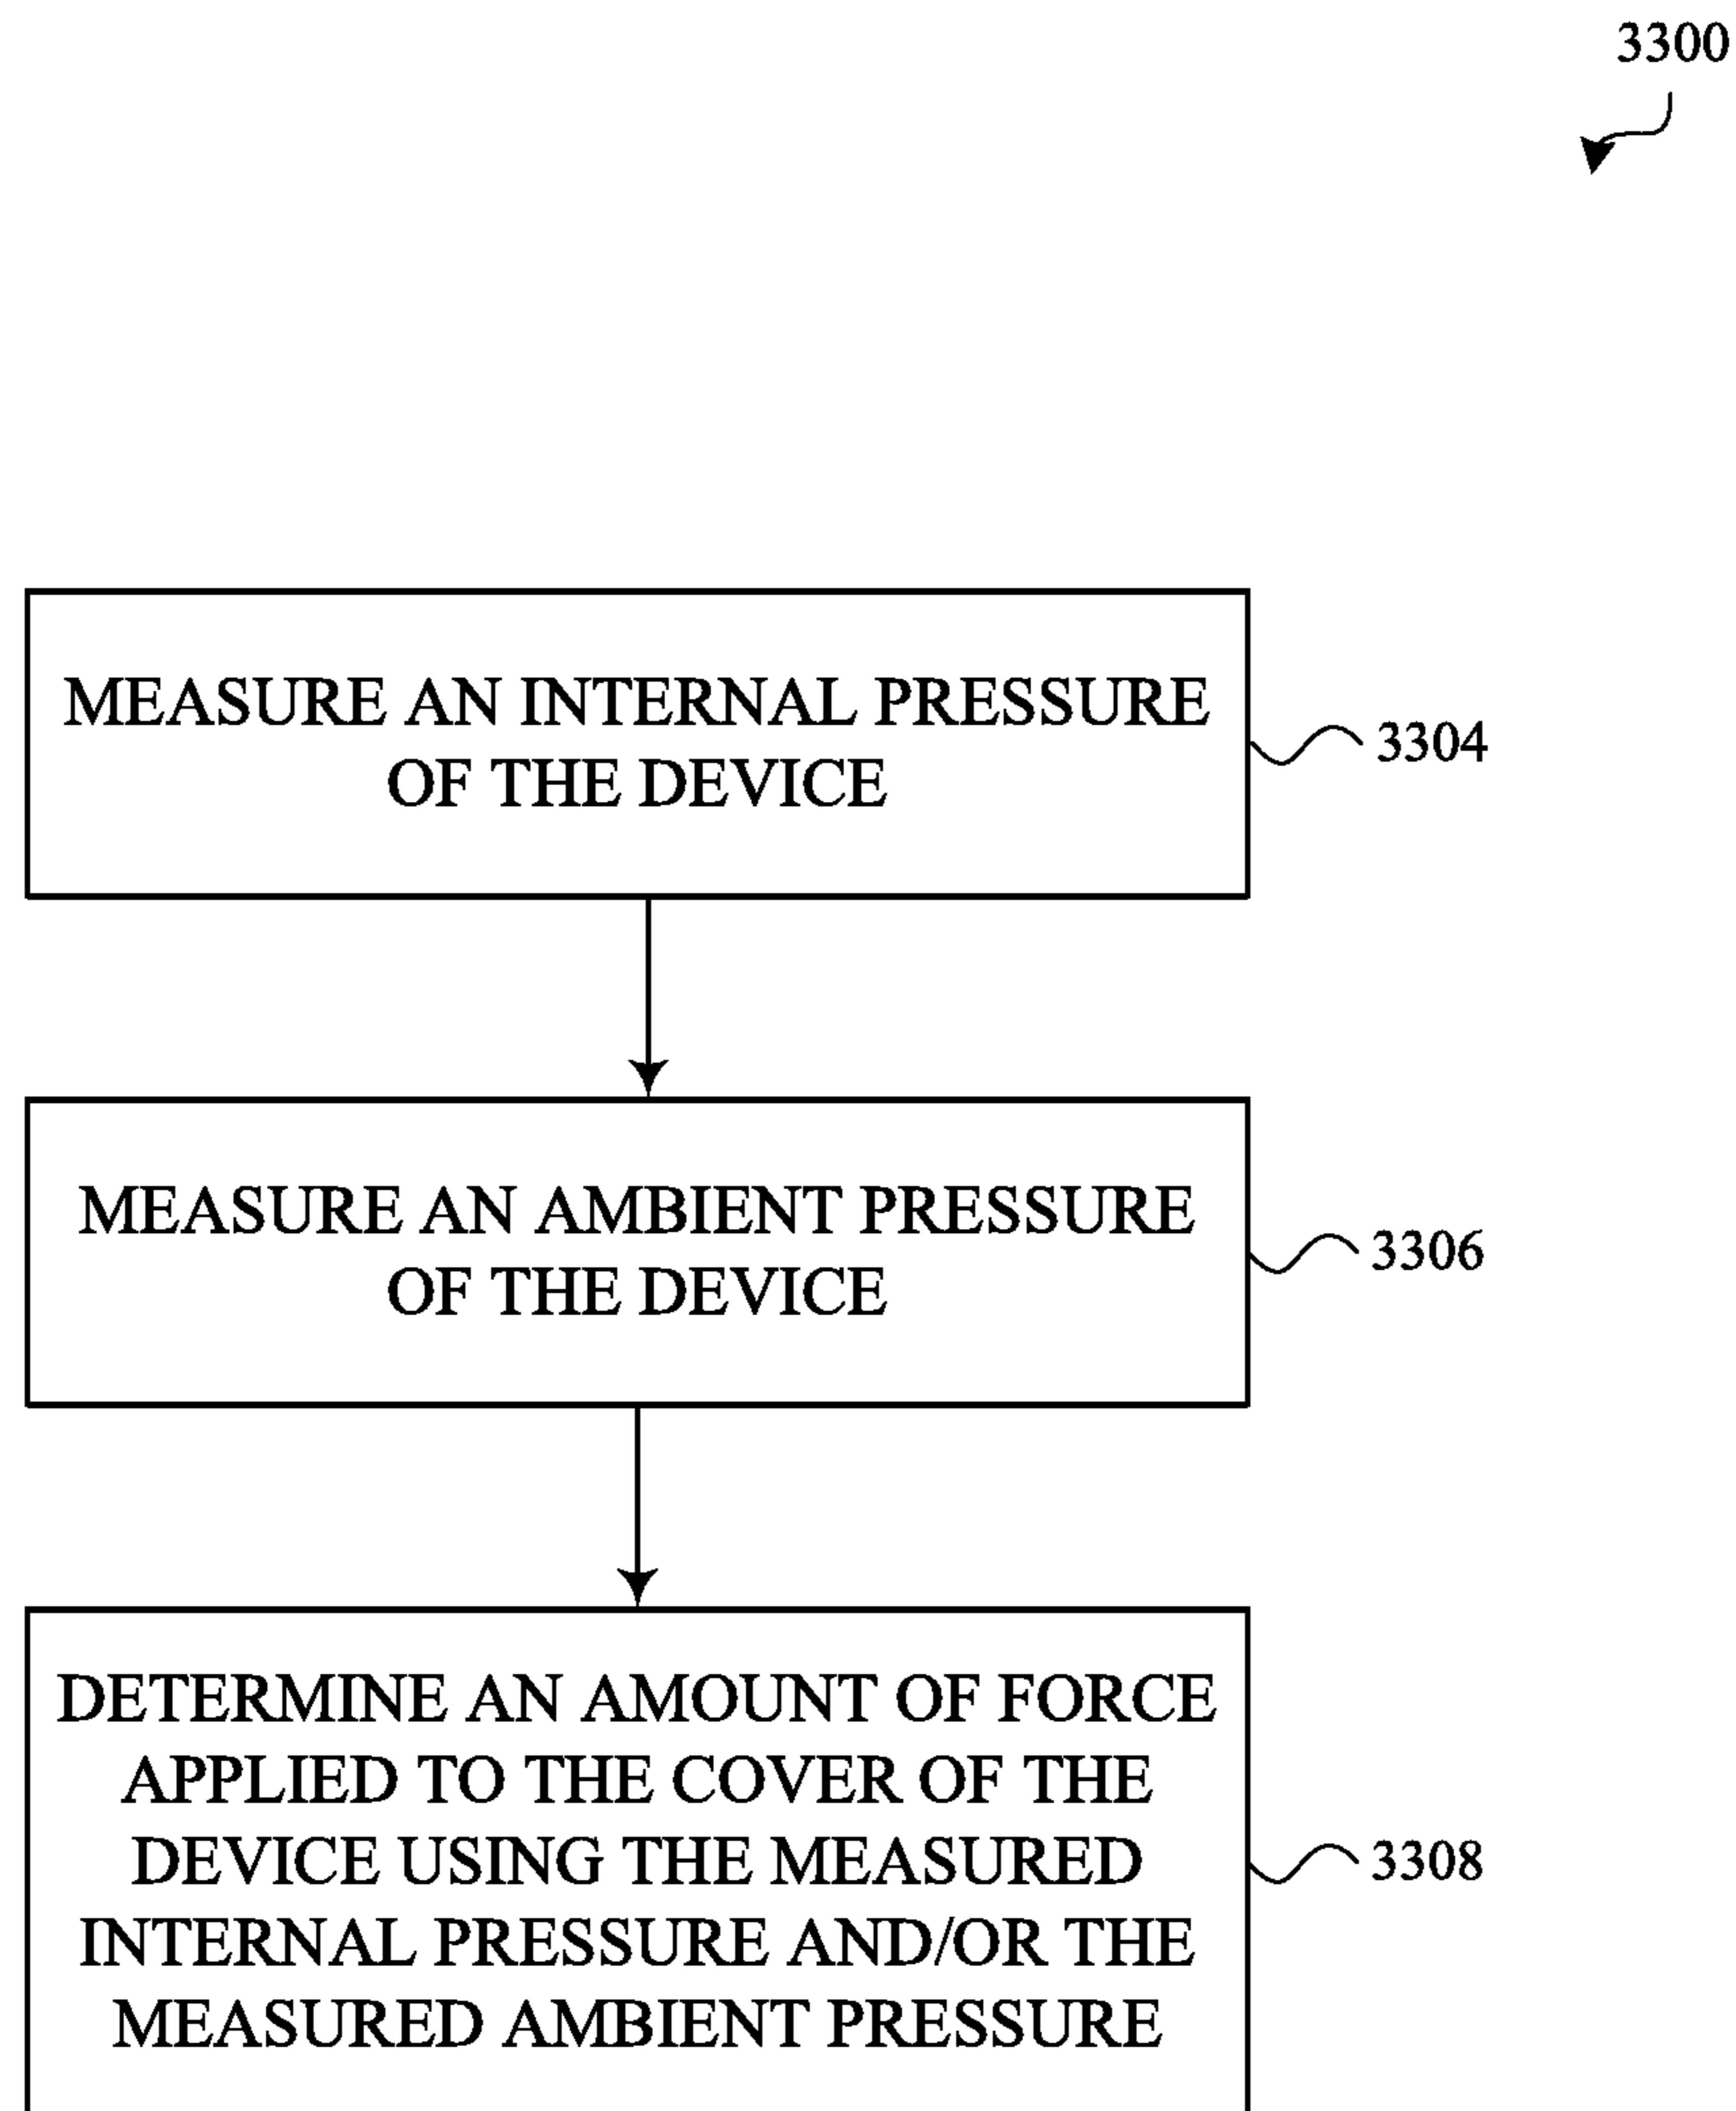 3300
MEASURE AN INTERNAL PRESSURE
OF THE DEVICE
3304
MEASURE AN AMBIENT PRESSURE
OF THE DEVICE
3306
DETERMINE AN AMOUNT OF FORCE
APPLIED TO THE COVER OF THE
DEVICE USING THE MEASURED
INTERNAL PRESSURE AND/OR THE
MEASURED AMBIENT PRESSURE
3308